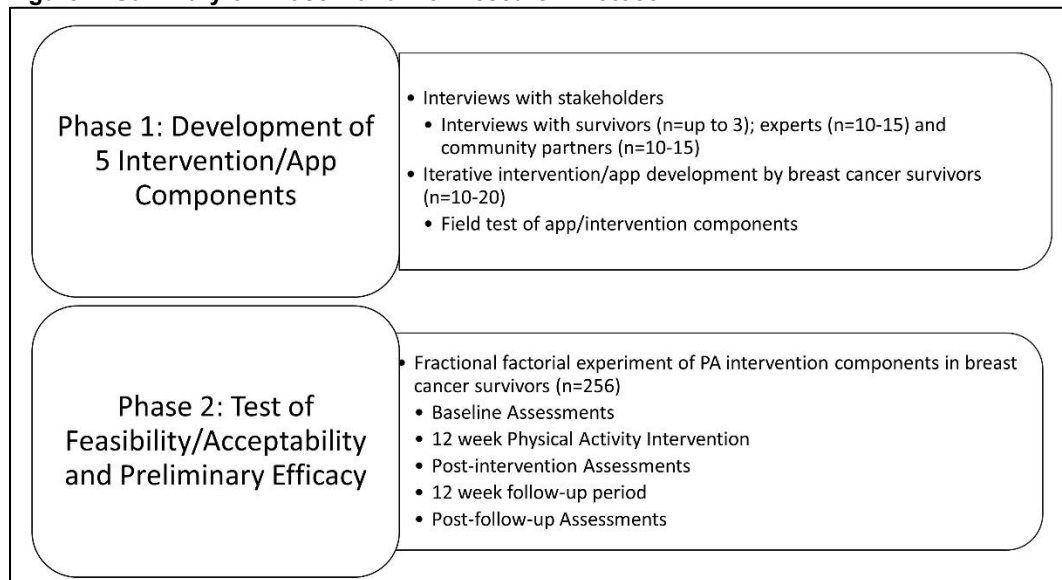 Phase 1: Development of
5 Intervention/App
Components
• Interviews with stakeholders
• Interviews with survivors (n=up to 3); experts (n=10-15) and
community partners (n=10-15)
• Iterative intervention/app development by breast cancer survivors
(n=10-20)
• Field test of app/intervention components
Phase 2: Test of
Feasibility/Acceptability
and Preliminary Efficacy
• Fractional factorial experiment of PA intervention components in breast
cancer survivors (n=256)
• Baseline Assessments
• 12 week Physical Activity Intervention
• Post-intervention Assessments
• 12 week follow-up period
• Post-follow-up Assessments